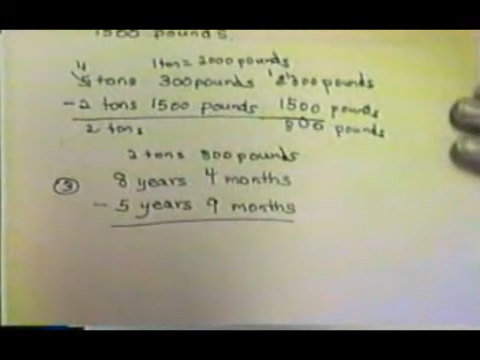 1500 pounds.
1 ton = 2000 pounds
4
5 tons 300 pounds 2300 pounds
- 2 tons 1500 pounds 1500 pounds
2 tons 800 pounds
2 tons 800 pounds
③ 8 years 4 months
- 5 years 9 months